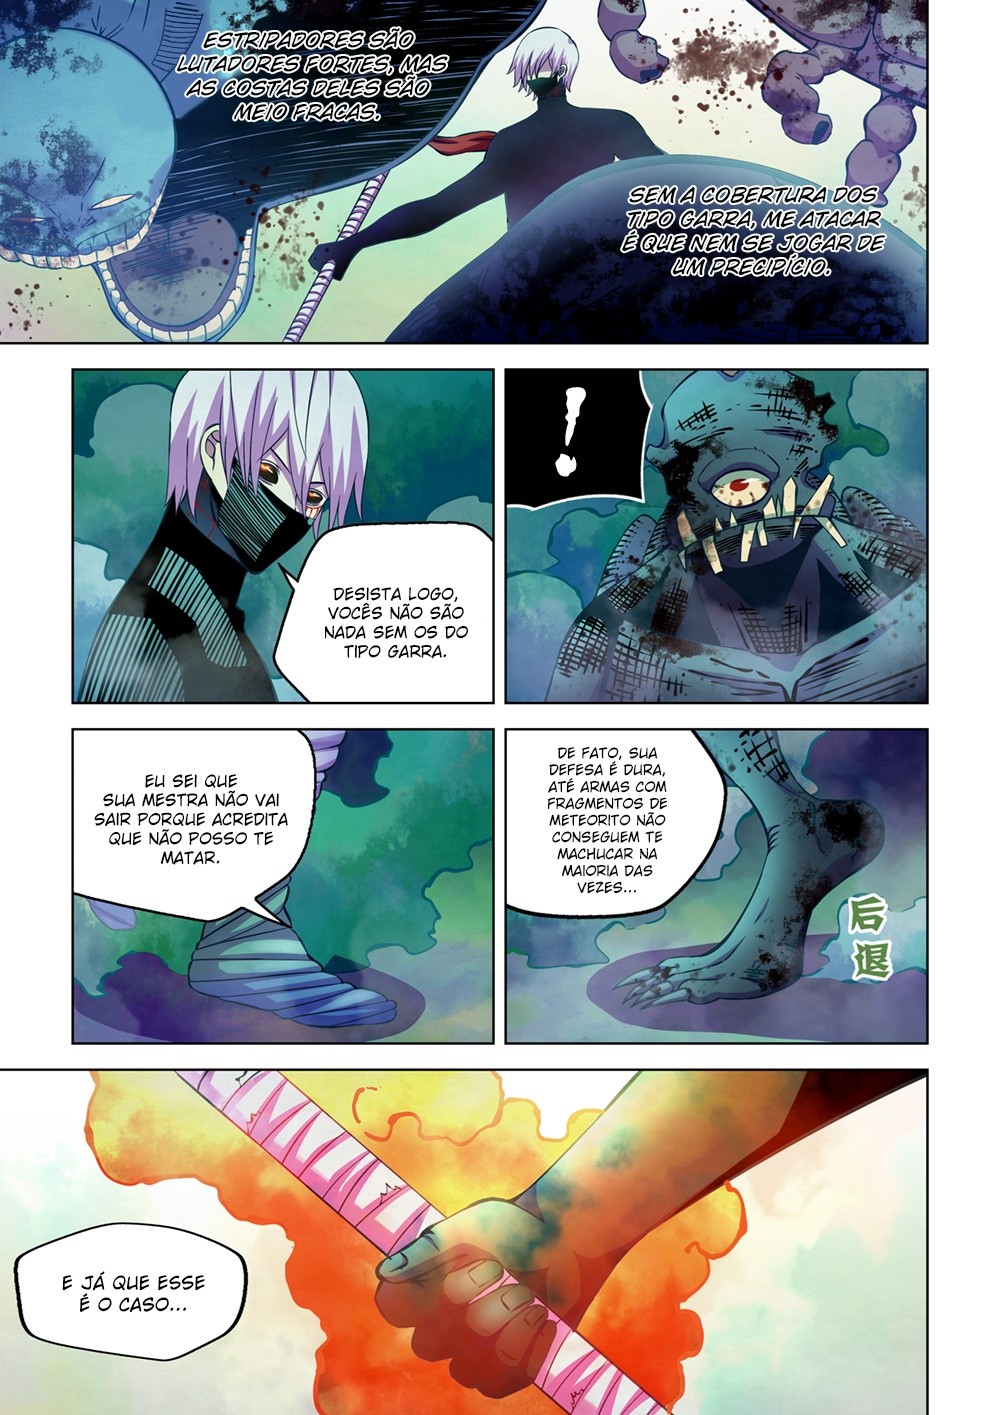 ESTRIPADORES SÃO
LUTADORES FORTES, MAS
AS COSTAS DELES SÃO
MEIO FRACAS.
SEM A COBERTURA DOS
TIPO GARRA, ME ATACAR
É QUE NEM SE JOGAR DE
UM PRECIPÍCIO.
DESISTA LOGO,
VOCÊS NÃO SÃO
NADA SEM OS DO
TIPO GARRA.
!
EU SEI QUE
SUA MESTRA NÃO VAI
SAIR PORQUE ACREDITA
QUE NÃO POSSO TE
MATAR.
DE FATO, SUA
DEFESA É DURA,
ATÉ ARMAS COM
FRAGMENTOS DE
METEORITO NÃO
CONSEGUEM TE
MACHUCAR NA
MAIORIA DAS
VEZES...
后退
E JÁ QUE ESSE
É O CASO...